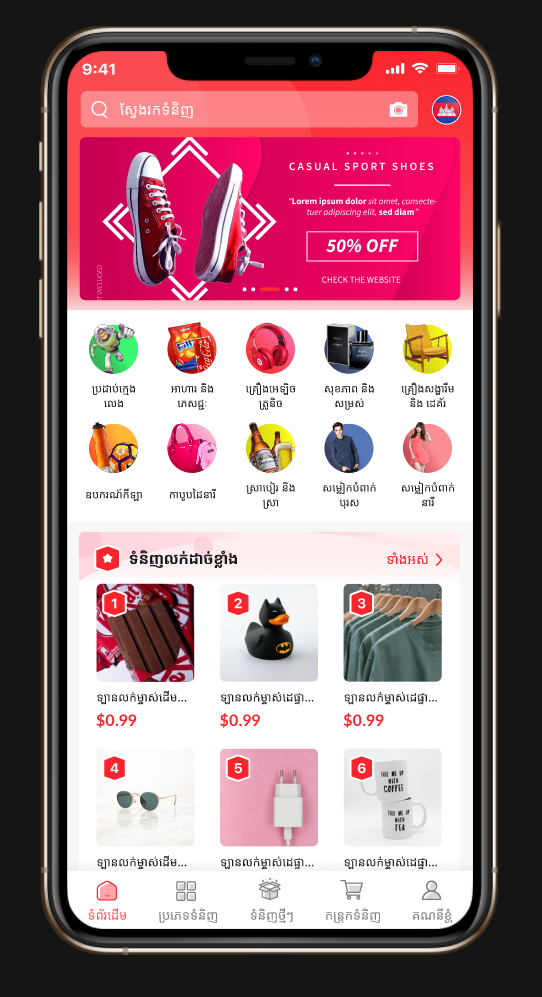 9:41
ស្វែងរកទំនិញ
CASUAL SPORT SHOES
"Lorem ipsum dolor sit amet, consecte-
tuer adipiscing elit, sed diam"
50% OFF
CHECK THE WEBSITE
ប្រដាប់ក្មេង
លេង
អាហារ និង
ភេសជ្ជៈ
គ្រឿងអេឡិច
ត្រូនិច
សុខភាព និង
សម្រស់
គ្រឿងសង្ហារឹម
និង ដេគ័រ
ឧបករណ៍កីឡា
កាបូបដៃនារី
ស្រាបៀរ និង
ស្រា
សម្លៀកបំពាក់
បុរស
សម្លៀកបំពាក់
នារី
ទំនិញលក់ដាច់ខ្លាំង
ទាំងអស់
1
2
3
ឡានលក់ម្ចាស់ដើម...
ឡានលក់ម្ចាស់ដេផ្ទា...
ឡានលក់ម្ចាស់ដេផ្ទា...
$0.99
$0.99
$0.99
4
5
6
FILL ME UP
WITH
COFFEE
FILL ME UP
WITH
TEA
ឡានលក់ម្ចាស់ដើម...
ឡានលក់ម្ចាស់ដេផ្ទា...
ឡានលក់ម្ចាស់ដេផ្ទា...
ទំព័រដើម
ប្រភេទទំនិញ
ទំនិញថ្មីៗ
កន្ត្រកទំនិញ
គណនីខ្ញុំ